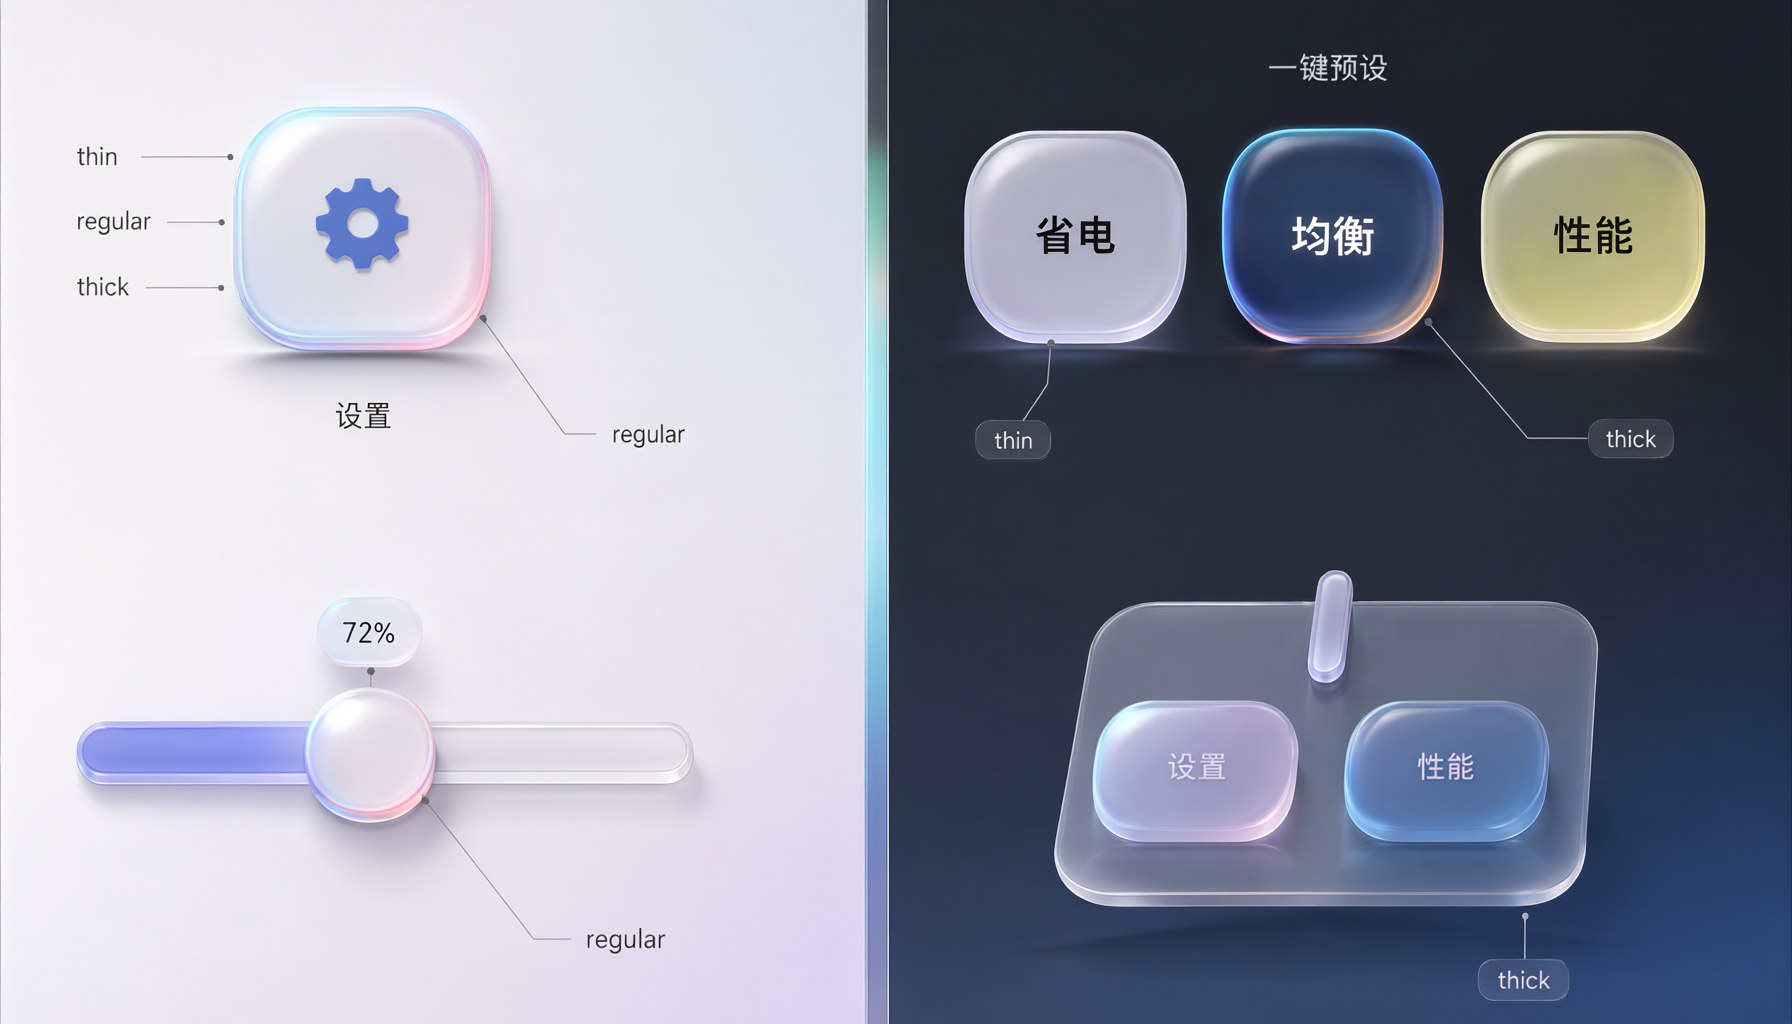 thin
regular
thick
设置
regular
72%
regular
一键预设
省电
均衡
性能
thin
thick
设置
性能
thick